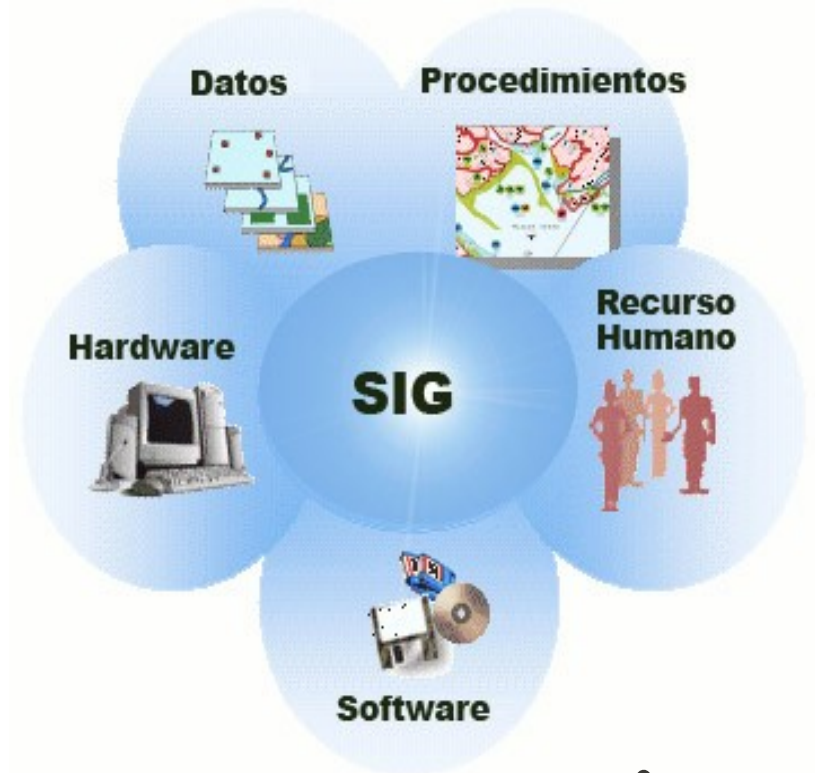 Datos
Procedimientos
Recurso
Humano
Hardware
SIG
Software